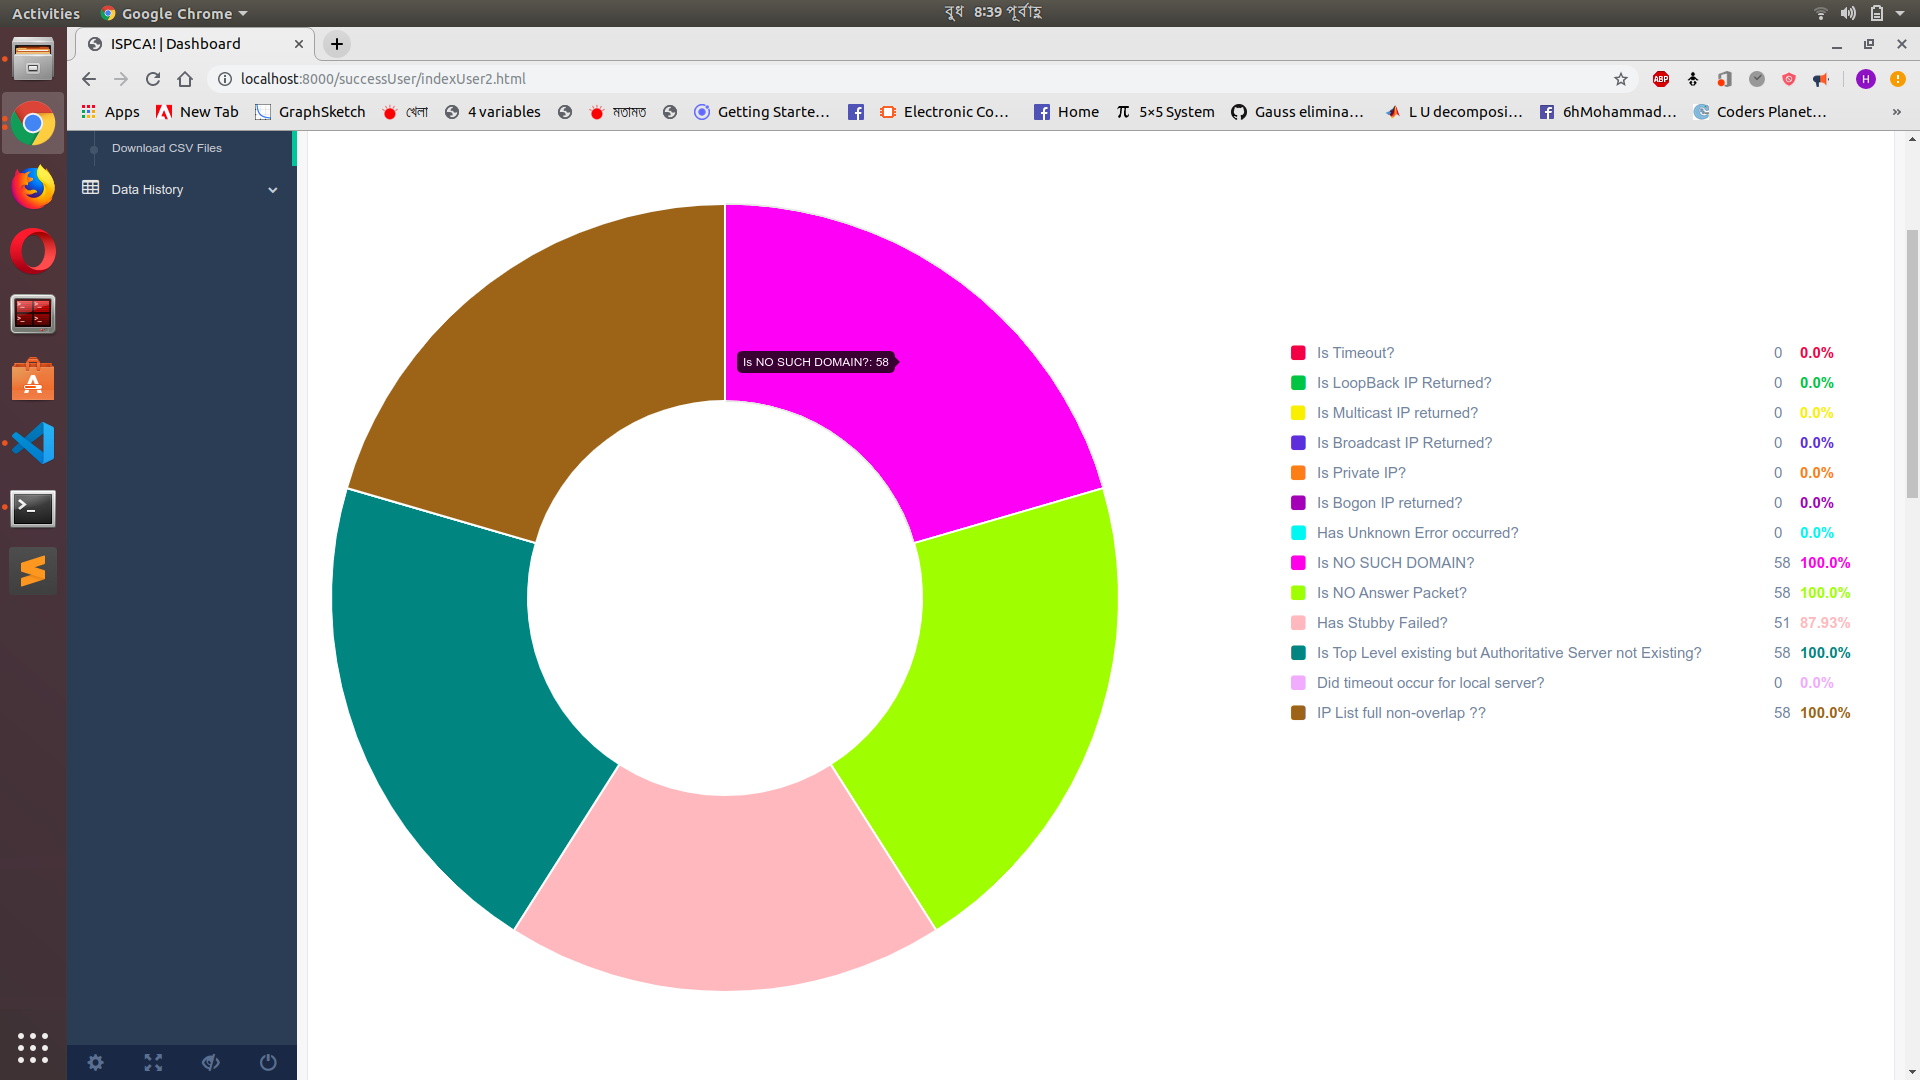 Activities Google Chrome বুধ 8:39 পূর্বাহ্ণ
ISPCA! | Dashboard
localhost:8000/successUser/indexUser2.html ABP H
Apps New Tab GraphSketch খেলা 4 variables মতামত Getting Starte... Electronic Co... Home 5×5 System Gauss elimina... L U decomposi... 6hMohammad... Coders Planet... »
Download CSV Files
Data History
Is NO SUCH DOMAIN?: 58
Is Timeout? 0 0.0%
Is LoopBack IP Returned? 0 0.0%
Is Multicast IP returned? 0 0.0%
Is Broadcast IP Returned? 0 0.0%
Is Private IP? 0 0.0%
Is Bogon IP returned? 0 0.0%
Has Unknown Error occurred? 0 0.0%
Is NO SUCH DOMAIN? 58 100.0%
Is NO Answer Packet? 58 100.0%
Has Stubby Failed? 51 87.93%
Is Top Level existing but Authoritative Server not Existing? 58 100.0%
Did timeout occur for local server? 0 0.0%
IP List full non-overlap ?? 58 100.0%